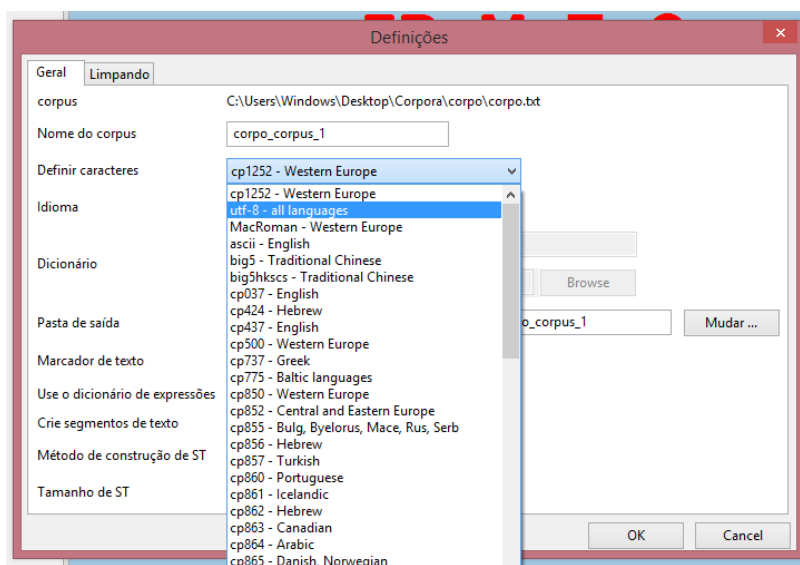 Definições
Geral Limpando
corpus C:\Users\Windows\Desktop\Corpora\corpo\corpo.txt
Nome do corpus corpo_corpus_1
Definir caracteres cp1252 - Western Europe
cp1252 - Western Europe
Idioma utf-8 - all languages
MacRoman - Western Europe
ascii - English
big5 - Traditional Chinese
Dicionário
big5hkscs - Traditional Chinese
cp037 - English Browse
cp424 - Hebrew
cp437 - English
Pasta de saída o_corpus_1 Mudar ...
cp500 - Western Europe
cp737 - Greek
Marcador de texto
cp775 - Baltic languages
Use o dicionário de expressões cp850 - Western Europe
cp852 - Central and Eastern Europe
Crie segmentos de texto cp855 - Bulg, Byelorus, Mace, Rus, Serb
cp856 - Hebrew
Método de construção de ST cp857 - Turkish
cp860 - Portuguese
Tamanho de ST cp861 - Icelandic
cp862 - Hebrew
cp863 - Canadian
OK Cancel
cp864 - Arabic
cp865 - Danish, Norwegian